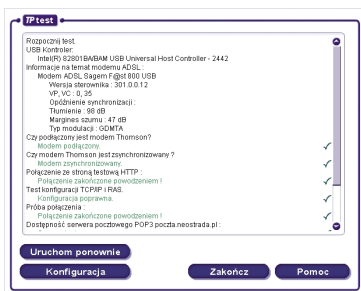 TPtest
Rozpocznij test.
USB Kontroler:
Intel(R) 82801BA/BAM USB Universal Host Controller - 2442
Informacje na temat modemu ADSL :
Modem ADSL Sagem F@st 800 USB
Wersja sterownika : 301.0.0.12
VP, VC : 0, 35
Opóźnienie synchronizacji :
Tłumienie : 98 dB
Margines szumu : 47 dB
Typ modulacji : GDMTA
Czy podłączony jest modem Thomson?
Modem podłączony.
Czy modem Thomson jest zsynchronizowany ?
Modem zsynchronizowany.
Połączenie ze stroną testową HTTP :
Połączenie zakończone powodzeniem !
Test konfiguracji TCP/IP i RAS.
Konfiguracja poprawna.
Próba połączenia :
Połączenie zakończone powodzeniem !
Dostępność serwera pocztowego POP3 poczta.neostrada.pl :
Uruchom ponownie
Konfiguracja
Zakończ
Pomoc